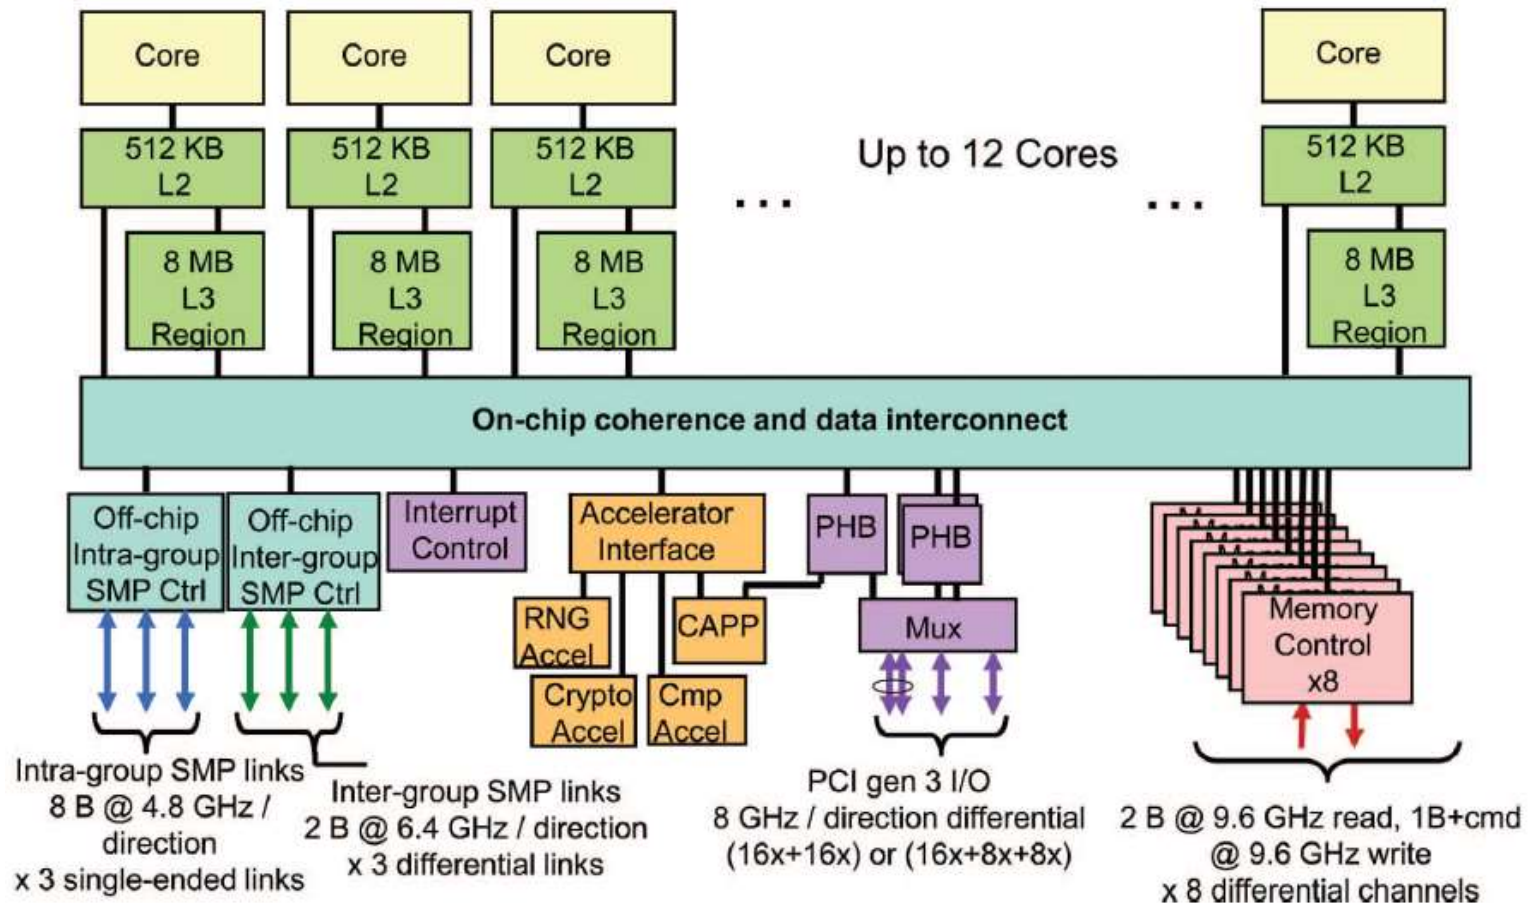 Core
Core
Core
Core
512 KB
L2
512 KB
L2
512 KB
L2
512 KB
L2
Up to 12 Cores
...
...
8 MB
L3
Region
8 MB
L3
Region
8 MB
L3
Region
8 MB
L3
Region
On-chip coherence and data interconnect
Off-chip
Intra-group
SMP Ctrl
Off-chip
Inter-group
SMP Ctrl
Interrupt
Control
Accelerator
Interface
PHB
PHB
RNG
Accel
CAPP
Crypto
Accel
Cmp
Accel
Mux
Memory
Control
x8
Intra-group SMP links
8 B @ 4.8 GHz /
direction
x 3 single-ended links
Inter-group SMP links
2 B @ 6.4 GHz / direction
x 3 differential links
PCI gen 3 I/O
8 GHz / direction differential
(16x+16x) or (16x+8x+8x)
2 B @ 9.6 GHz read, 1B+cmd
@ 9.6 GHz write
x 8 differential channels